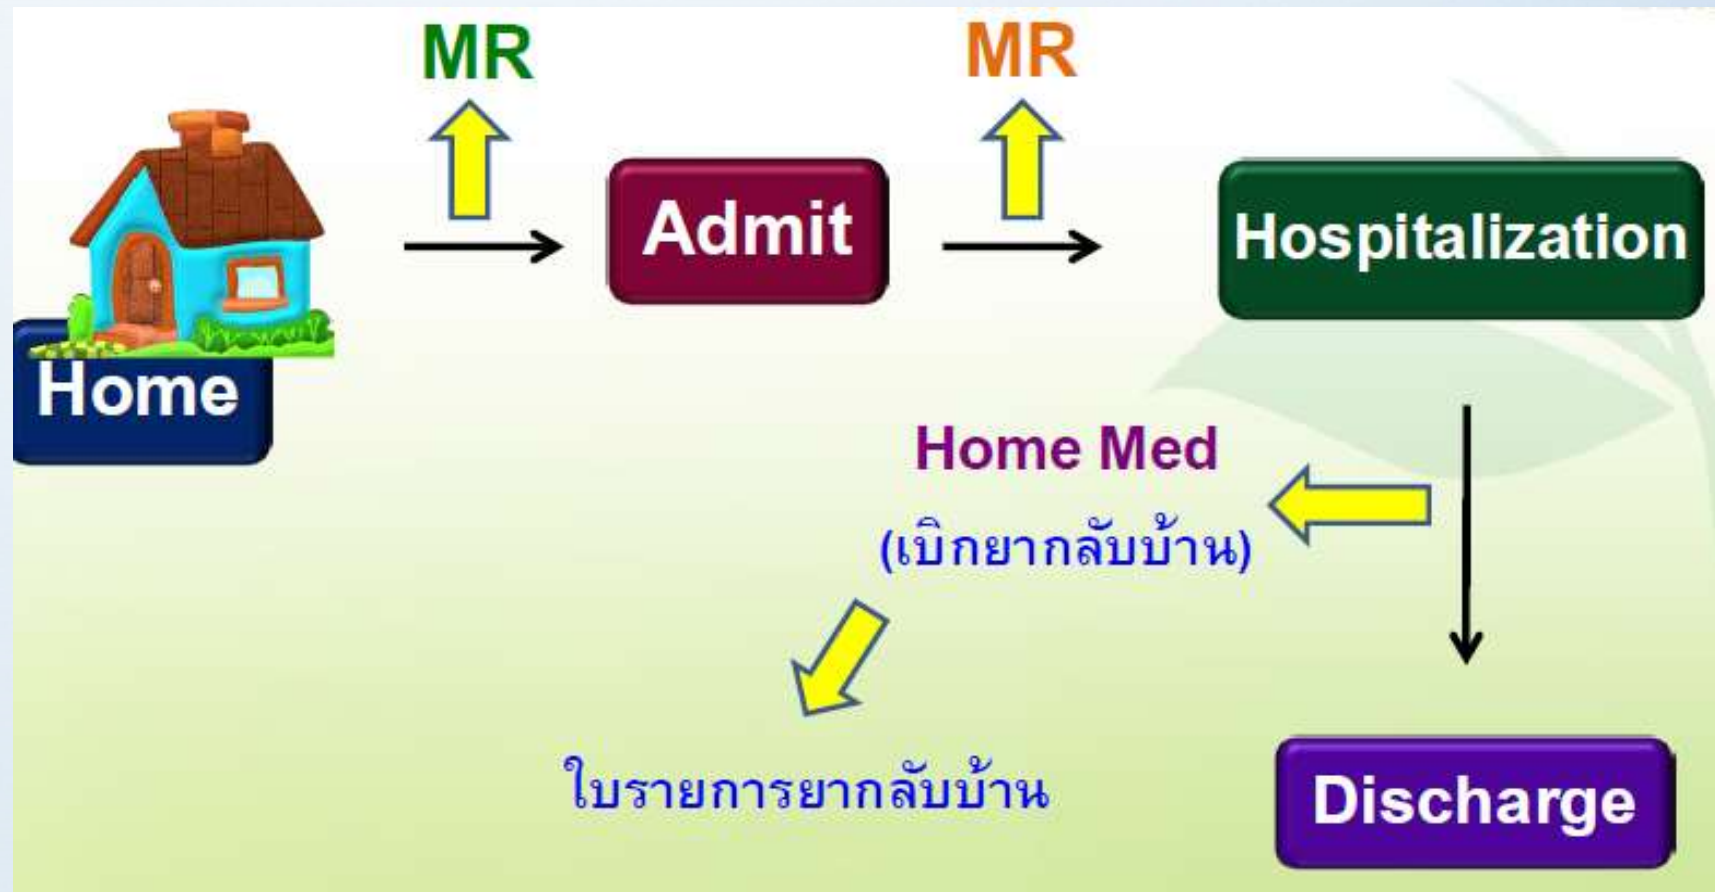 MR
MR
Admit
Hospitalization
Home
Home Med
(เบิกยากลับบ้าน)
ใบรายการยากลับบ้าน
Discharge